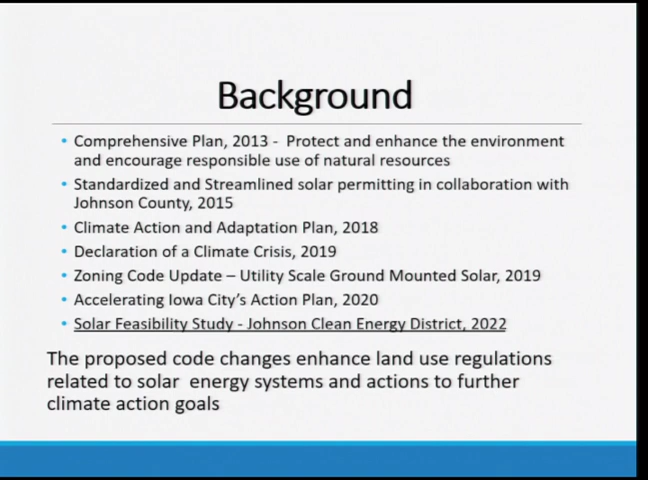 Background
• Comprehensive Plan, 2013 - Protect and enhance the environment
and encourage responsible use of natural resources
• Standardized and Streamlined solar permitting in collaboration with
Johnson County, 2015
• Climate Action and Adaptation Plan, 2018
• Declaration of a Climate Crisis, 2019
• Zoning Code Update – Utility Scale Ground Mounted Solar, 2019
• Accelerating Iowa City's Action Plan, 2020
• Solar Feasibility Study - Johnson Clean Energy District, 2022
The proposed code changes enhance land use regulations
related to solar energy systems and actions to further
climate action goals